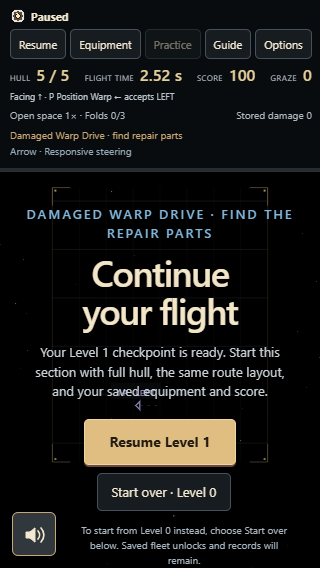 Paused
Resume Equipment Practice Guide Options
HULL 5 / 5 FLIGHT TIME 2.52 s SCORE 100 GRAZE 0
Facing ↑ · P Position Warp ← accepts LEFT
Open space 1× · Folds 0/3 Stored damage 0
Damaged Warp Drive · find repair parts
Arrow · Responsive steering
DAMAGED WARP DRIVE · FIND THE
REPAIR PARTS
Continue
your flight
Your Level 1 checkpoint is ready. Start this
section with full hull, the same route layout,
and your saved equipment and score.
Resume Level 1
Start over · Level 0
To start from Level 0 instead, choose Start over
below. Saved fleet unlocks and records will
remain.